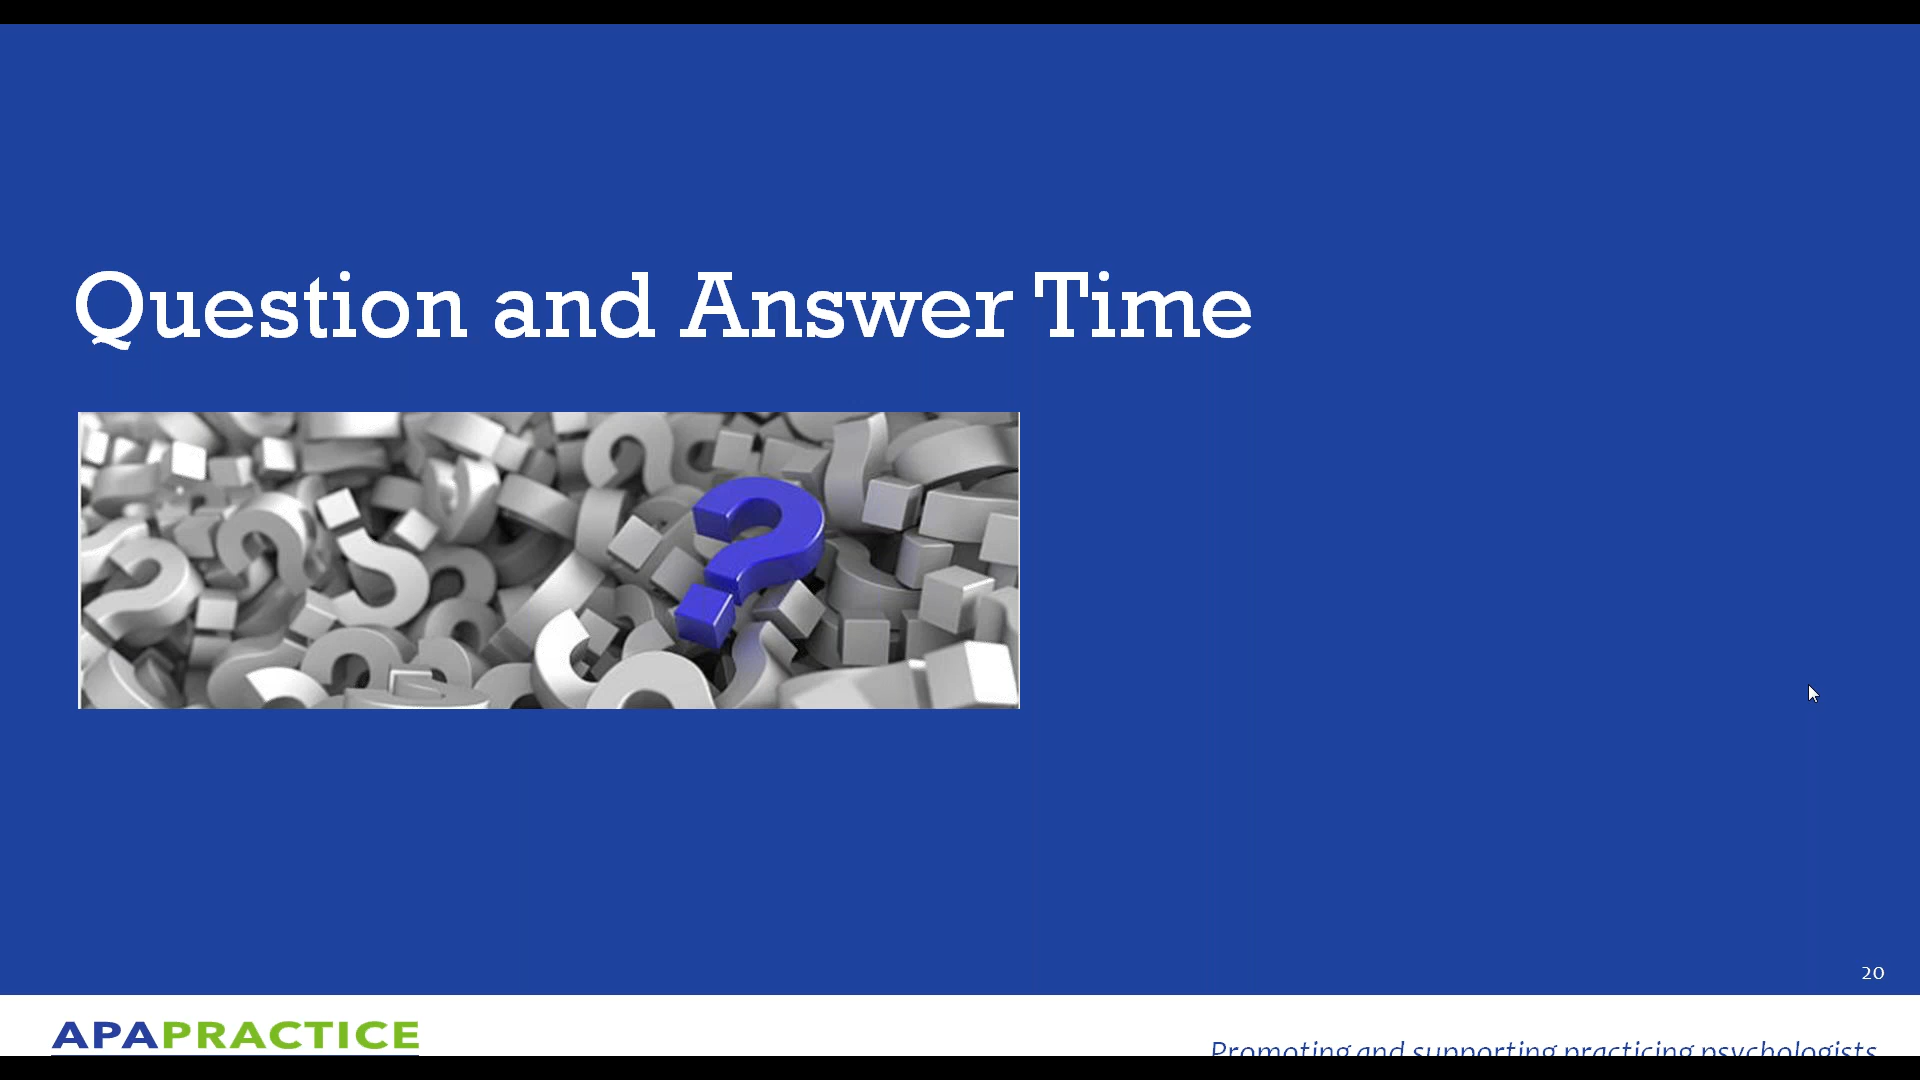 Question and Answer Time
20
APAPRACTICE
Promoting and supporting practicing psychologists